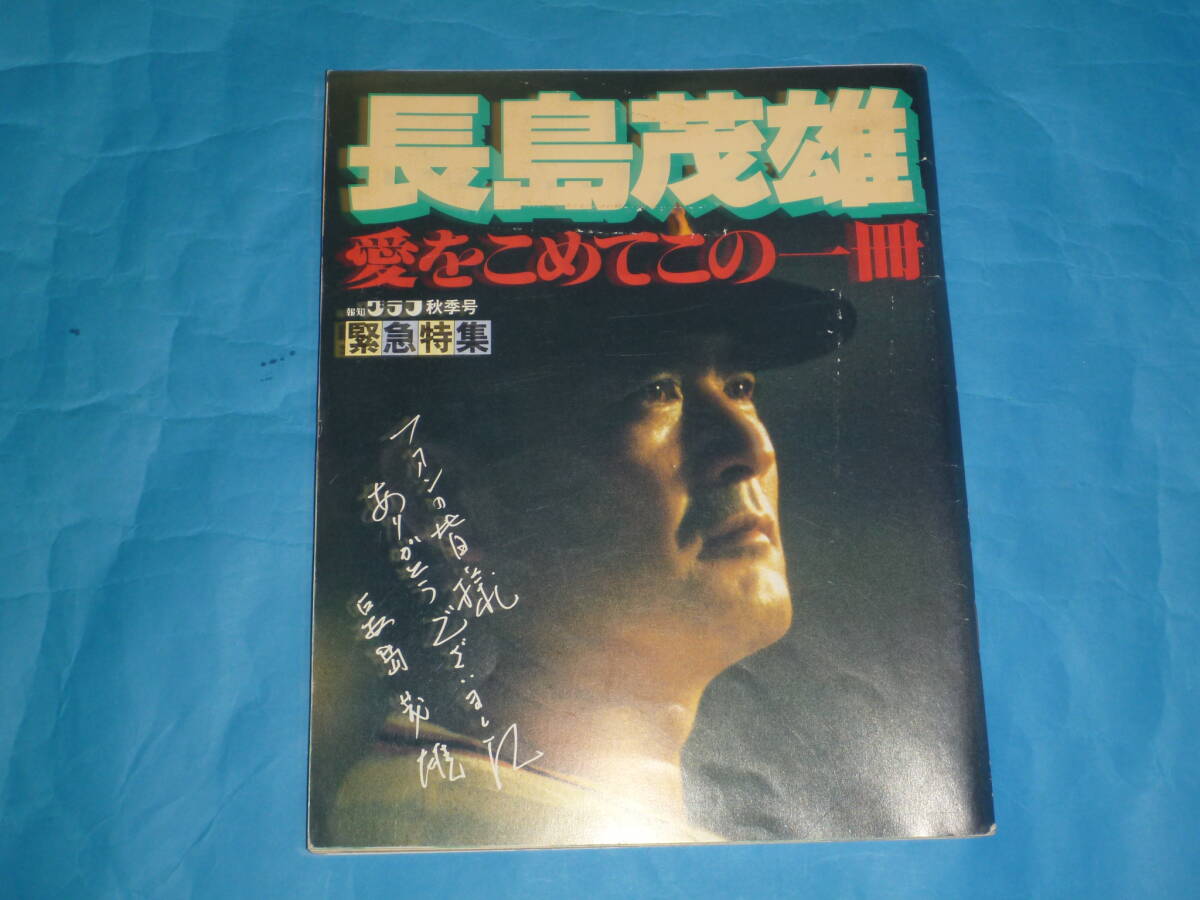 長島茂雄
愛をこめてこの一冊
報知グラフ秋季号
緊急特集
ファンの皆様
ありがとうございました
長島茂雄